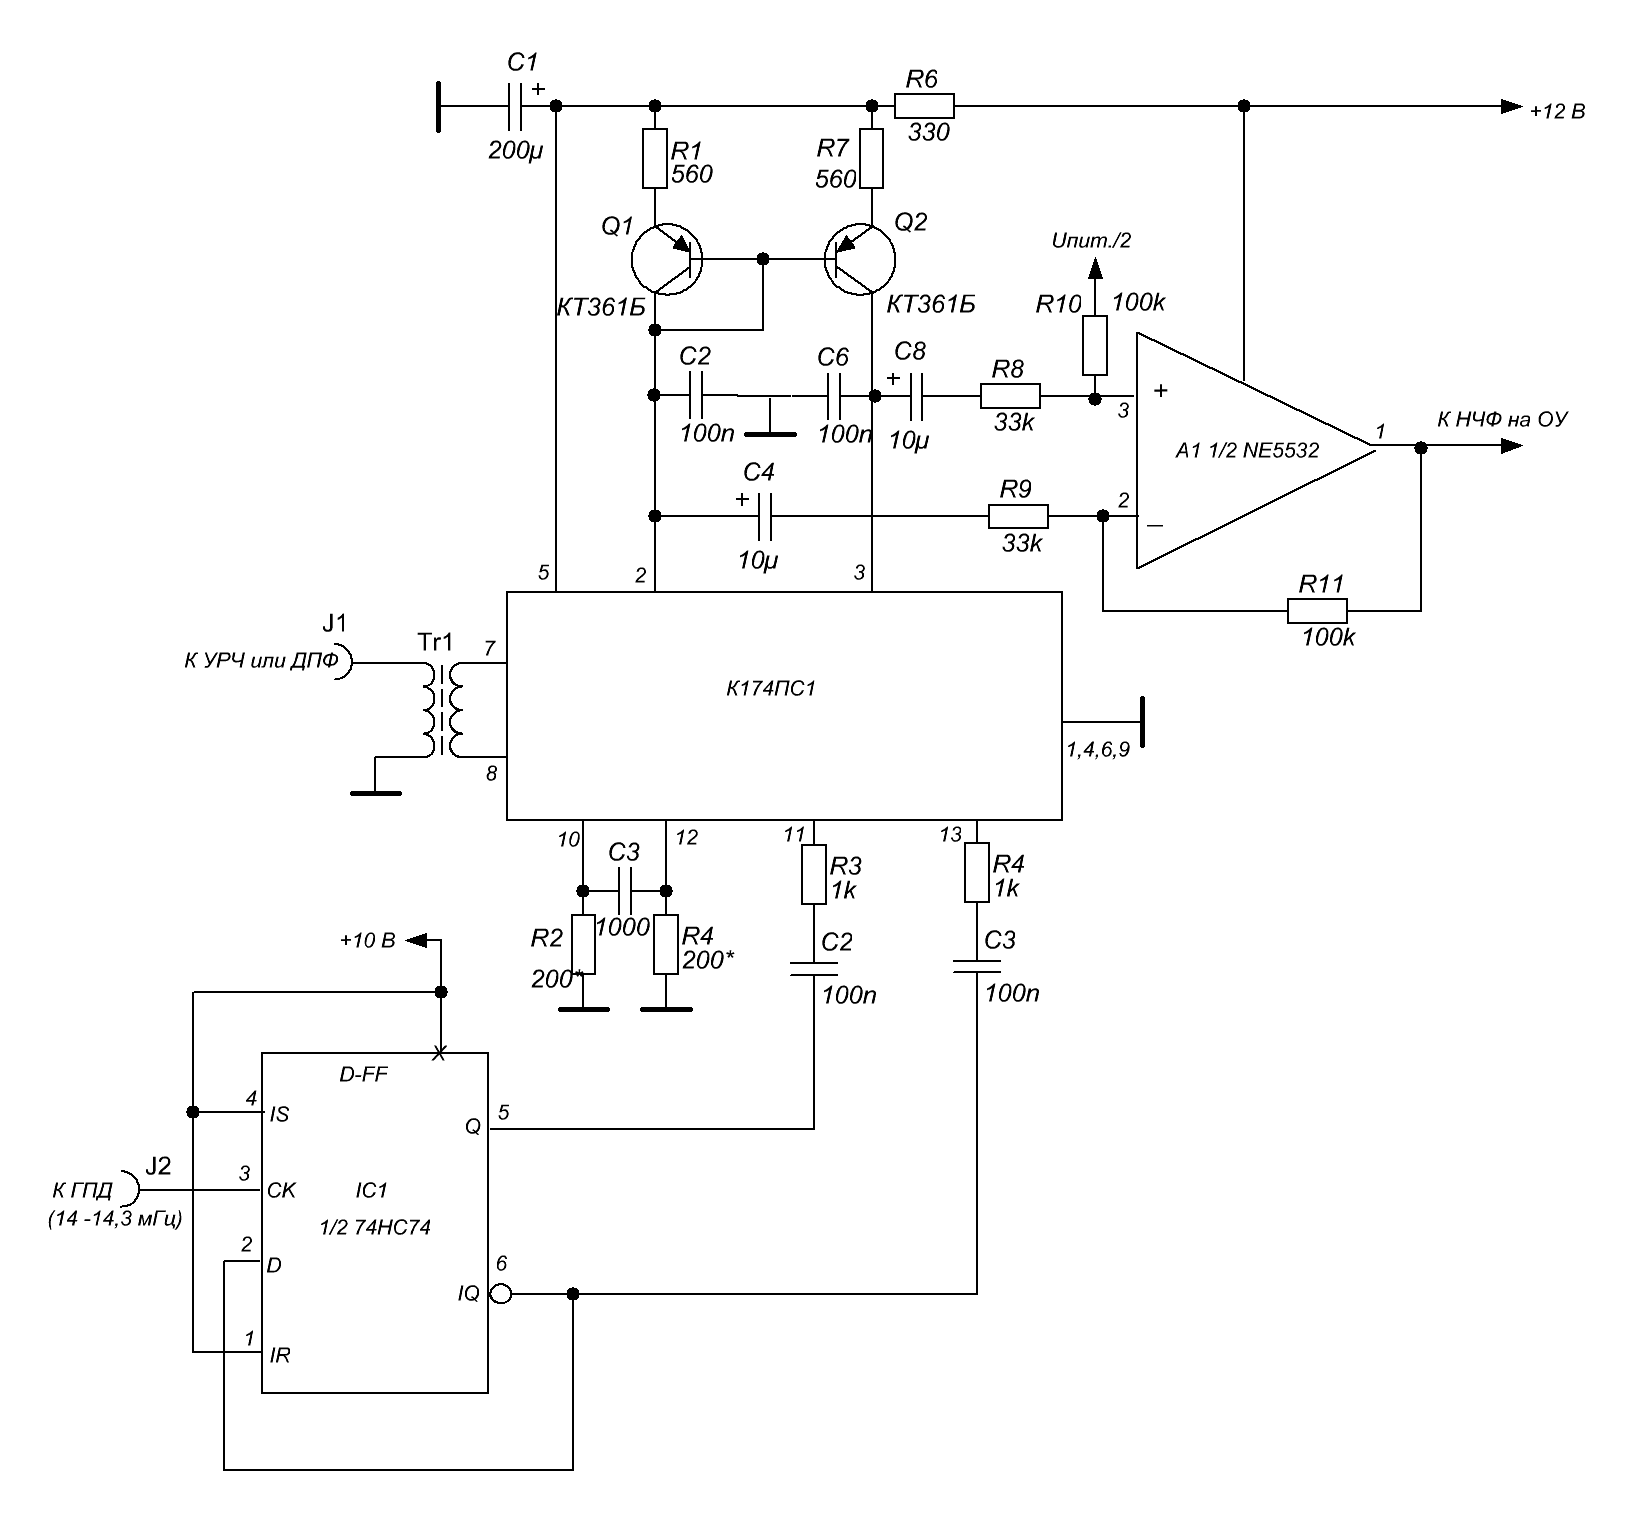 C1
+
200µ
R6
330
+12 В
R1
560
R7
560
Q1
Q2
КТ361Б
КТ361Б
Uпит./2
R10
100k
C2
100n
C6
100n
C8
+
10µ
R8
33k
3
+
A1 1/2 NE5532
1
К НЧФ на ОУ
C4
+
10µ
R9
33k
2
_
R11
100k
5
2
3
J1
К УРЧ или ДПФ
Tr1
7
8
К174ПС1
1,4,6,9
10
12
11
13
C3
1000
R2
200*
R4
200*
R3
1k
R4
1k
C2
100n
C3
100n
+10 В
D-FF
4
IS
Q
5
J2
К ГПД
(14 -14,3 мГц)
3
CK
IC1
1/2 74HC74
2
D
6
IQ
1
IR